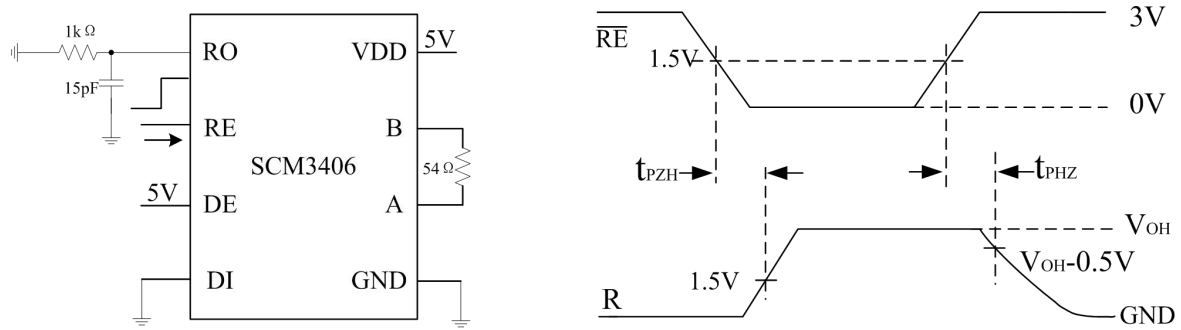 1kΩ
15pF
RO
RE
5V
DE
DI
SCM3406
VDD
5V
B
A
54Ω
GND
RE
1.5V
3V
0V
tPZH
tPHZ
VOH
VOH-0.5V
1.5V
R
GND